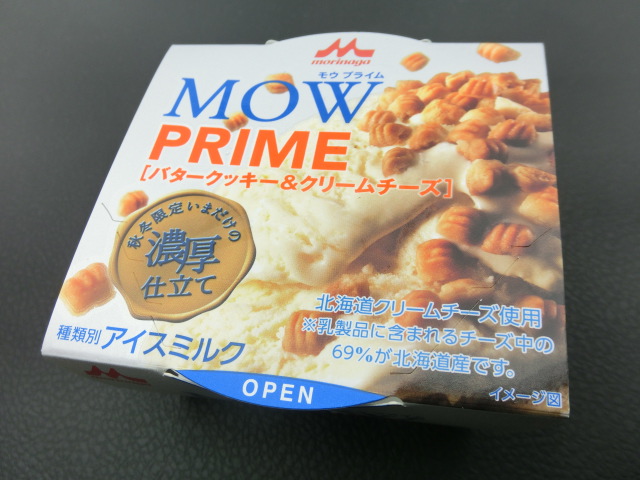 morinaga
モウ プライム
MOW
PRIME
[バタークッキー&クリームチーズ]
秋冬限定いまだけの
濃厚
仕立て
北海道クリームチーズ使用
※乳製品に含まれるチーズ中の
69%が北海道産です。
種類別 アイスミルク
イメージ図
OPEN